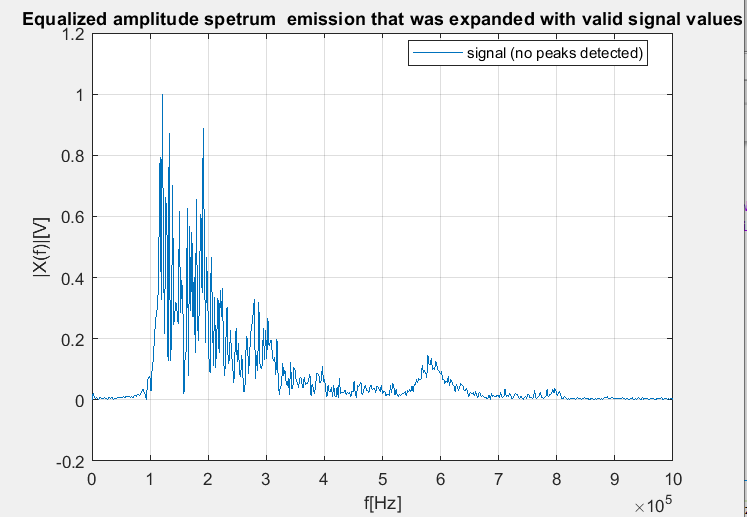 Equalized amplitude spetrum  emission that was expanded with valid signal values
signal (no peaks detected)
1.2
1
0.8
0.6
0.4
0.2
0
-0.2
|X(f)|[V]
0 1 2 3 4 5 6 7 8 9 10
f[Hz]
×10⁵